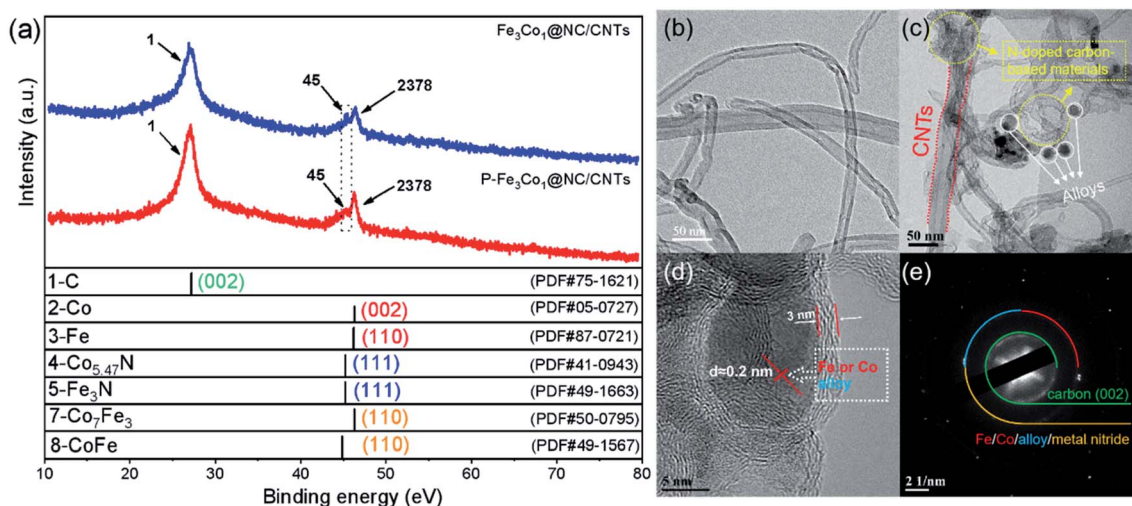 (a)
Fe₃Co₁@NC/CNTs
1
45
2378
P-Fe₃Co₁@NC/CNTs
1
45
2378
Intensity (a.u.)
1-C (002) (PDF#75-1621)
2-Co (002) (PDF#05-0727)
3-Fe (110) (PDF#87-0721)
4-Co₅.₄₇N (111) (PDF#41-0943)
5-Fe₃N (111) (PDF#49-1663)
7-Co₇Fe₃ (110) (PDF#50-0795)
8-CoFe (110) (PDF#49-1567)
10 20 30 40 50 60 70 80
Binding energy (eV)
(b)
50 nm
(c)
N-doped carbon-
based materials
CNTs
Alloys
50 nm
(d)
3 nm
d≈0.2 nm
Fe or Co
alloy
5 nm
(e)
carbon (002)
Fe/Co/alloy/metal nitride
2 1/nm